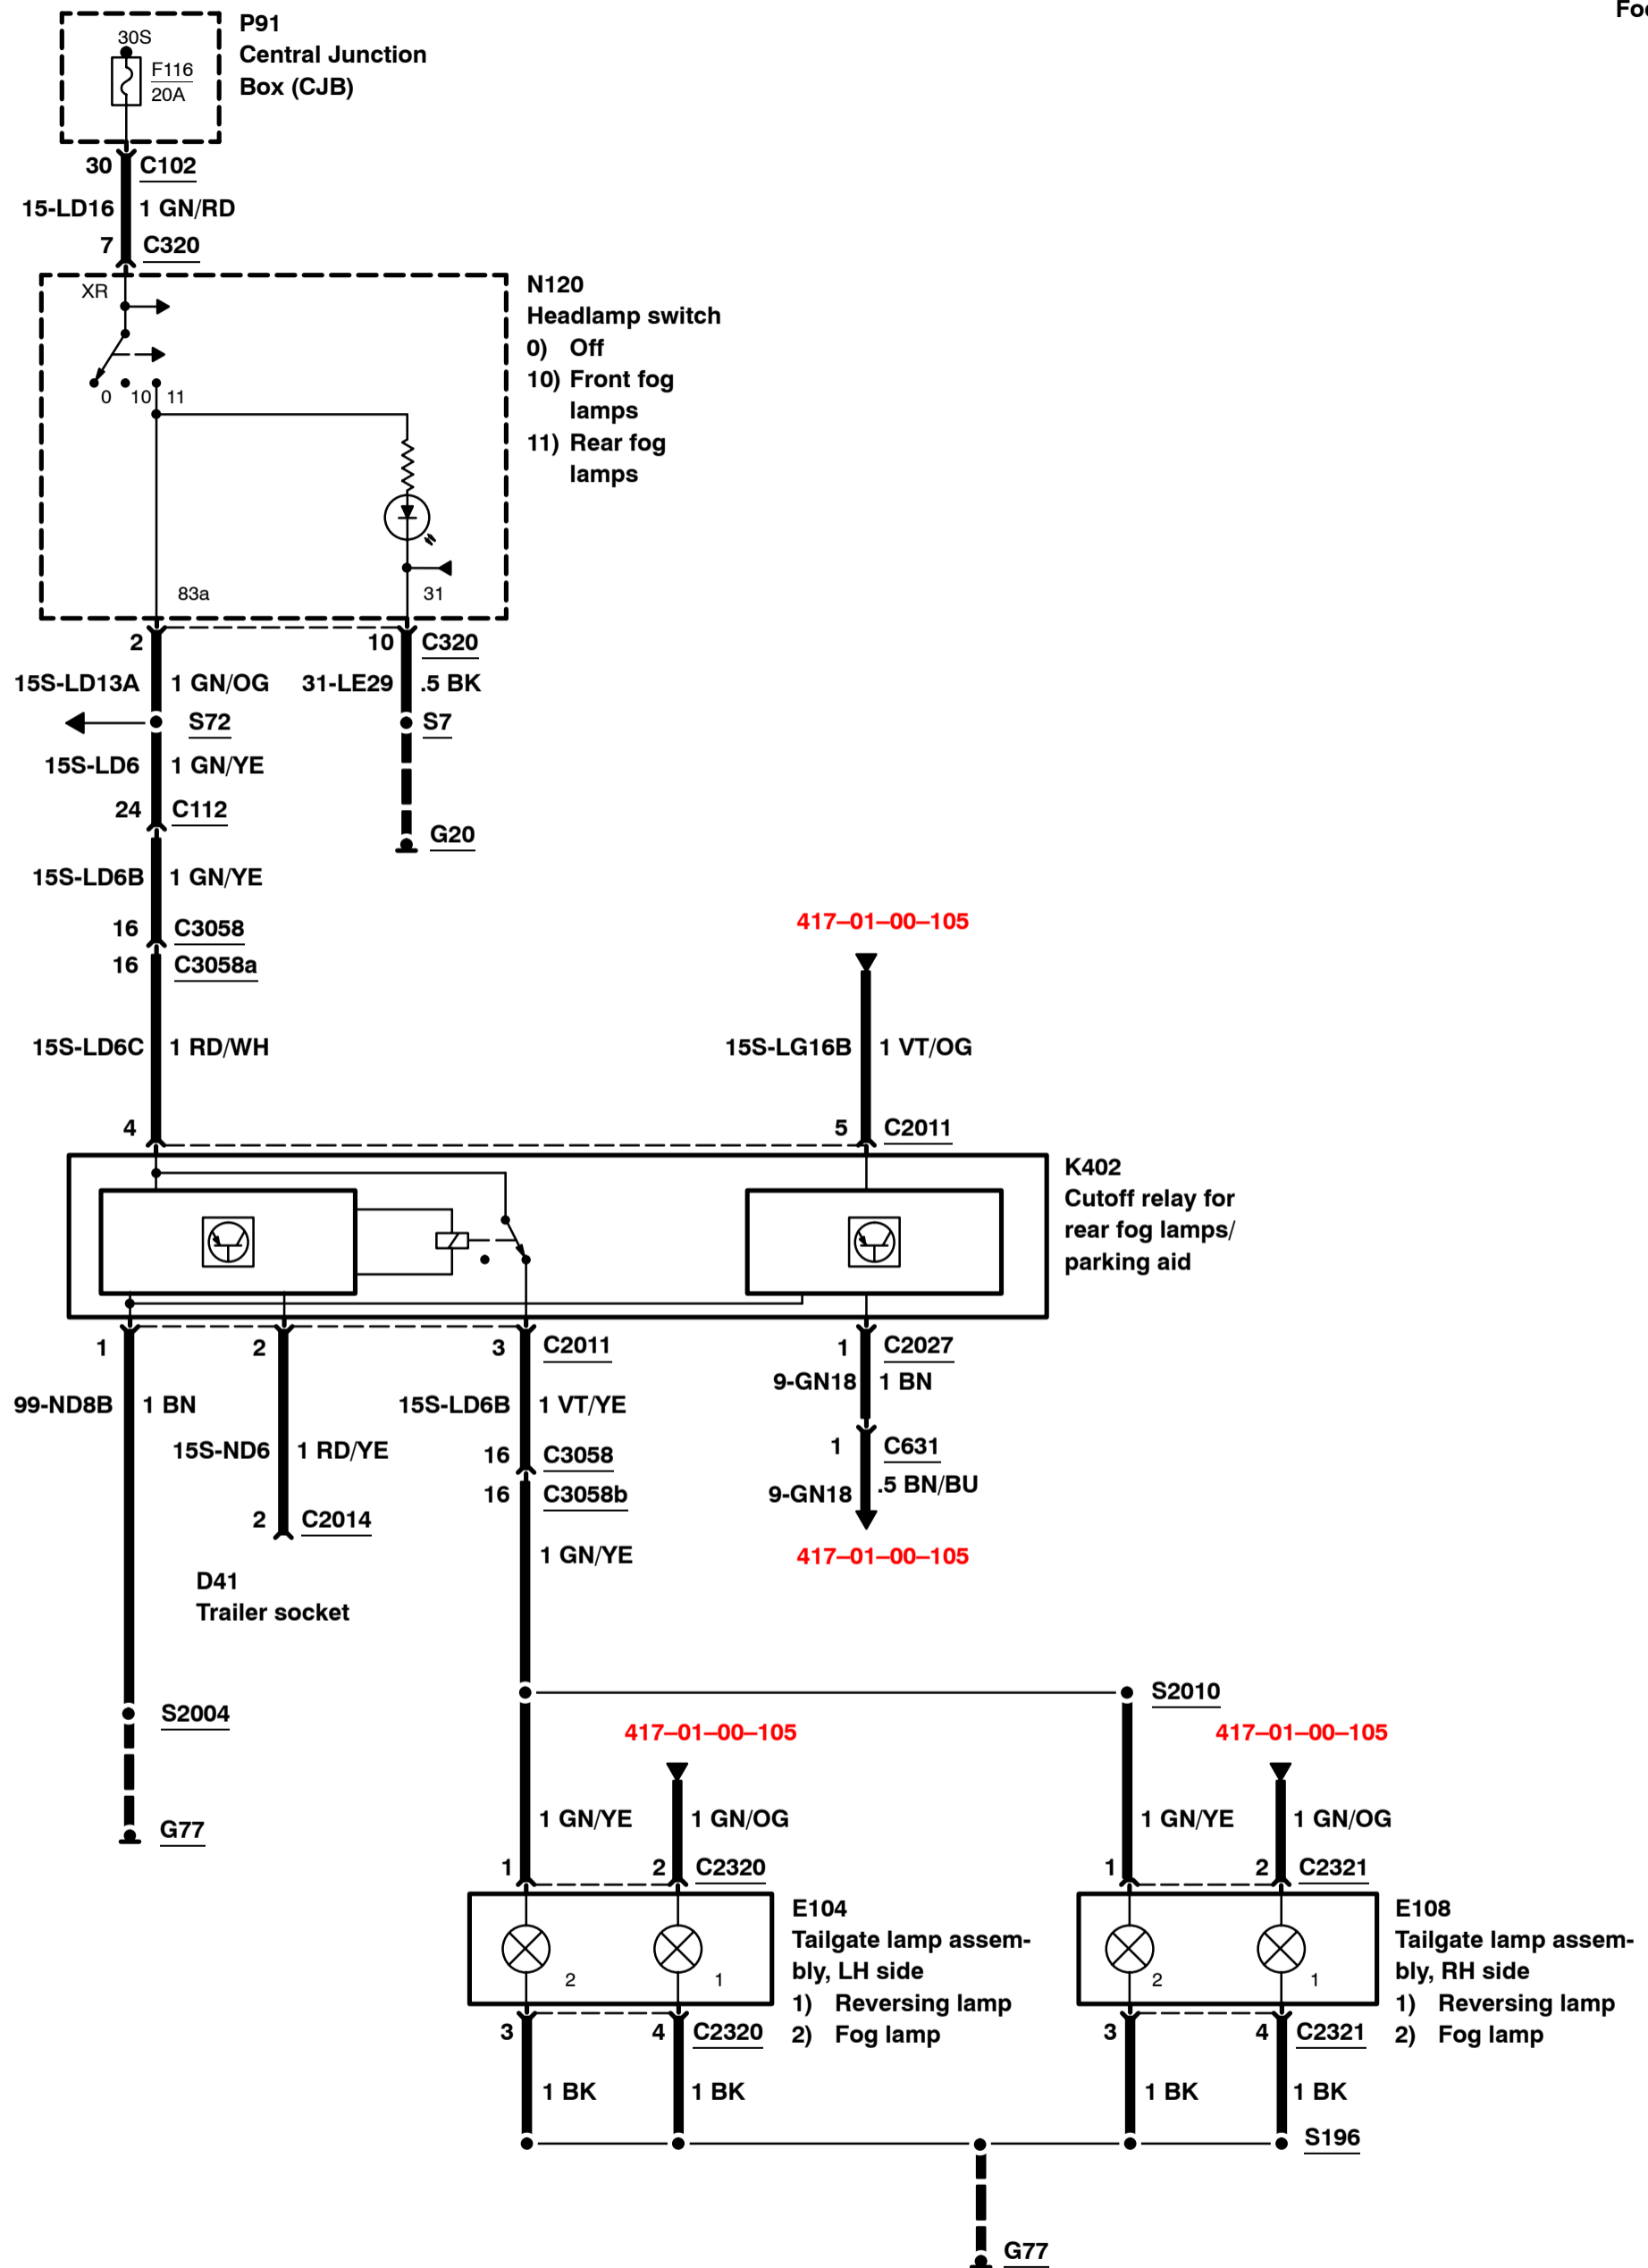 Foc
P91
Central Junction
Box (CJB)
30S
F116
20A
30 C102
15-LD16 1 GN/RD
7 C320
XR
0 10 11
N120
Headlamp switch
0) Off
10) Front fog
lamps
11) Rear fog
lamps
83a 31
2 10 C320
15S-LD13A 1 GN/OG 31-LE29 .5 BK
S72 S7
15S-LD6 1 GN/YE
24 C112
G20
15S-LD6B 1 GN/YE
16 C3058
16 C3058a
417–01–00–105
15S-LD6C 1 RD/WH 15S-LG16B 1 VT/OG
4 5 C2011
K402
Cutoff relay for
rear fog lamps/
parking aid
1 2 3 C2011 1 C2027
9-GN18 1 BN
99-ND8B 1 BN 15S-LD6B 1 VT/YE
15S-ND6 1 RD/YE 16 C3058 1 C631
16 C3058b 9-GN18 .5 BN/BU
2 C2014
1 GN/YE 417–01–00–105
D41
Trailer socket
S2010
S2004
417–01–00–105 417–01–00–105
G77
1 GN/YE 1 GN/OG 1 GN/YE 1 GN/OG
1 2 C2320 1 2 C2321
2 1
E104
Tailgate lamp assem-
bly, LH side
1) Reversing lamp
2) Fog lamp
2 1
E108
Tailgate lamp assem-
bly, RH side
1) Reversing lamp
2) Fog lamp
3 4 C2320 3 4 C2321
1 BK 1 BK 1 BK 1 BK
S196
G77